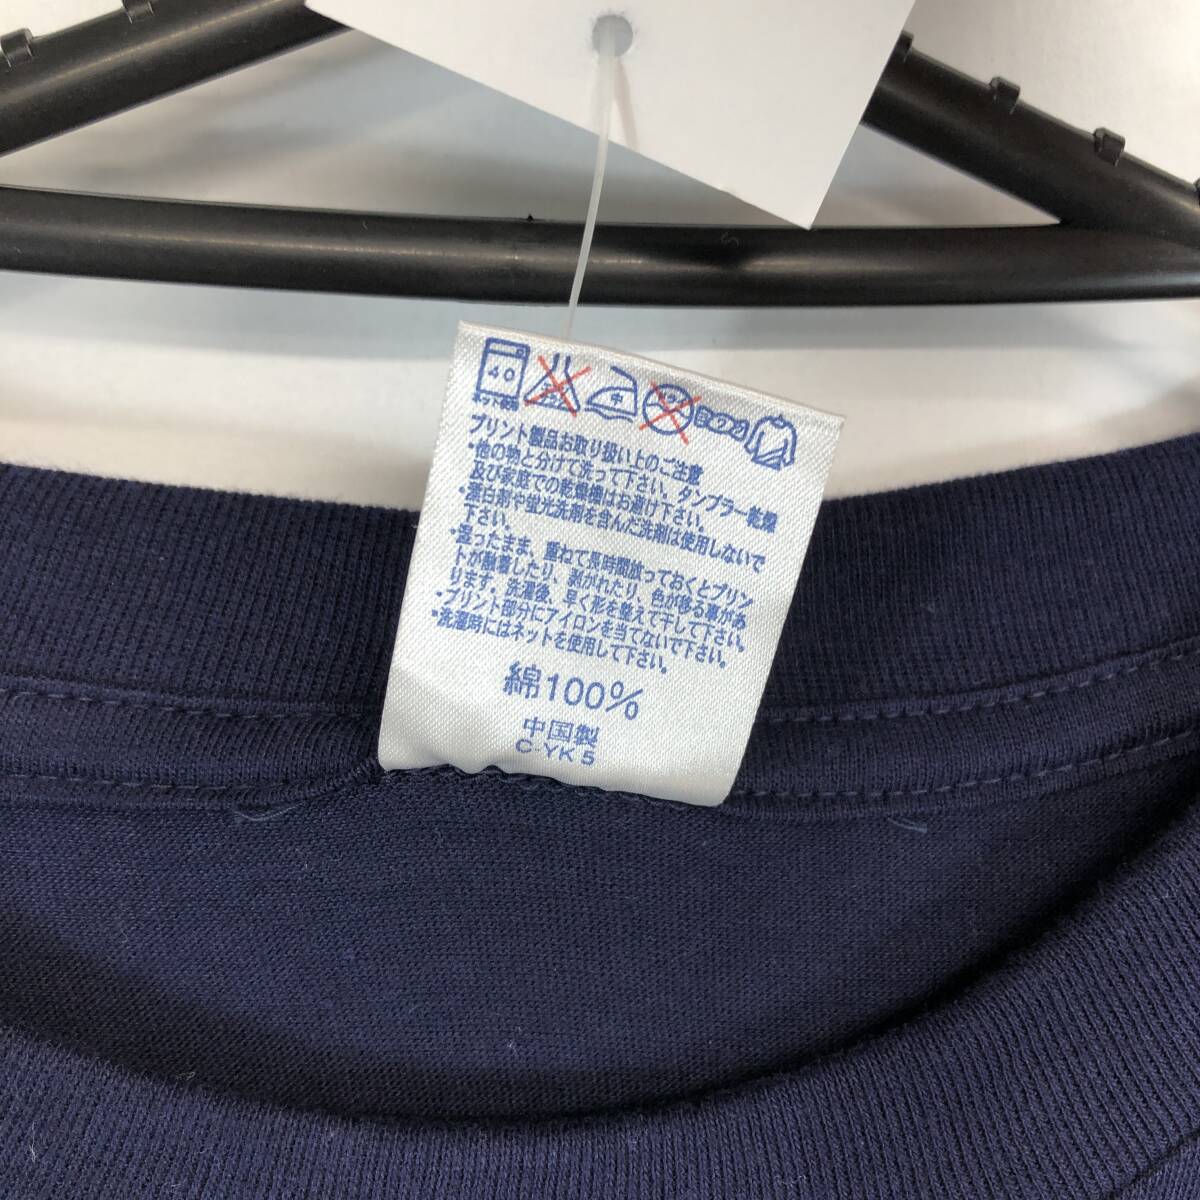 40
ネット使用
エンソ
サラシ
中
プリント製品お取り扱い上のご注意
・他の物と分けて洗って下さい。タンブラー乾燥
及び家庭での乾燥機はお避け下さい。
・漂白剤や蛍光洗剤を含んだ洗剤は使用しないで
下さい。
・湿ったまま、重ねて長時間放っておくとプリン
トが融着したり、剥がれたり、色が移る事があ
ります。洗濯後、早く形を整えて干して下さい。
・プリント部分にアイロンを当てないで下さい。
・洗濯時にはネットを使用して下さい。
綿100%
中国製
C-YK 5